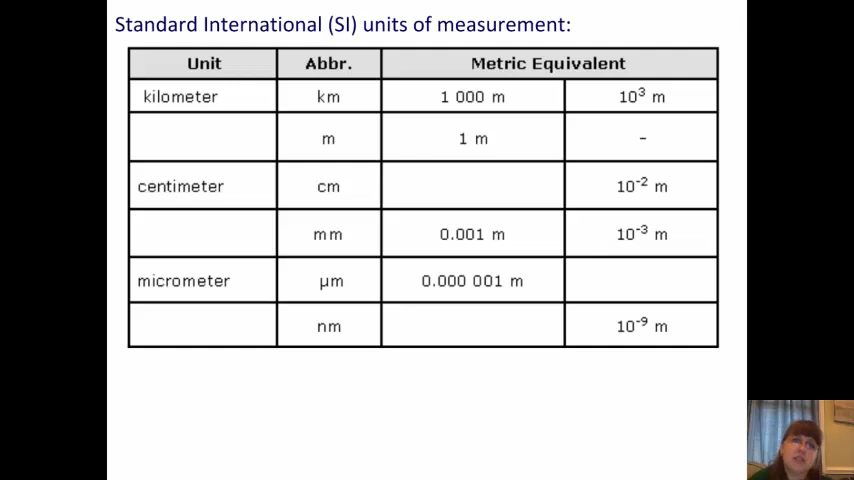 Standard International (SI) units of measurement:
Unit Abbr. Metric Equivalent
kilometer km 1 000 m 10³ m
m 1 m –
centimeter cm 10⁻² m
mm 0.001 m 10⁻³ m
micrometer µm 0.000 001 m
nm 10⁻⁹ m